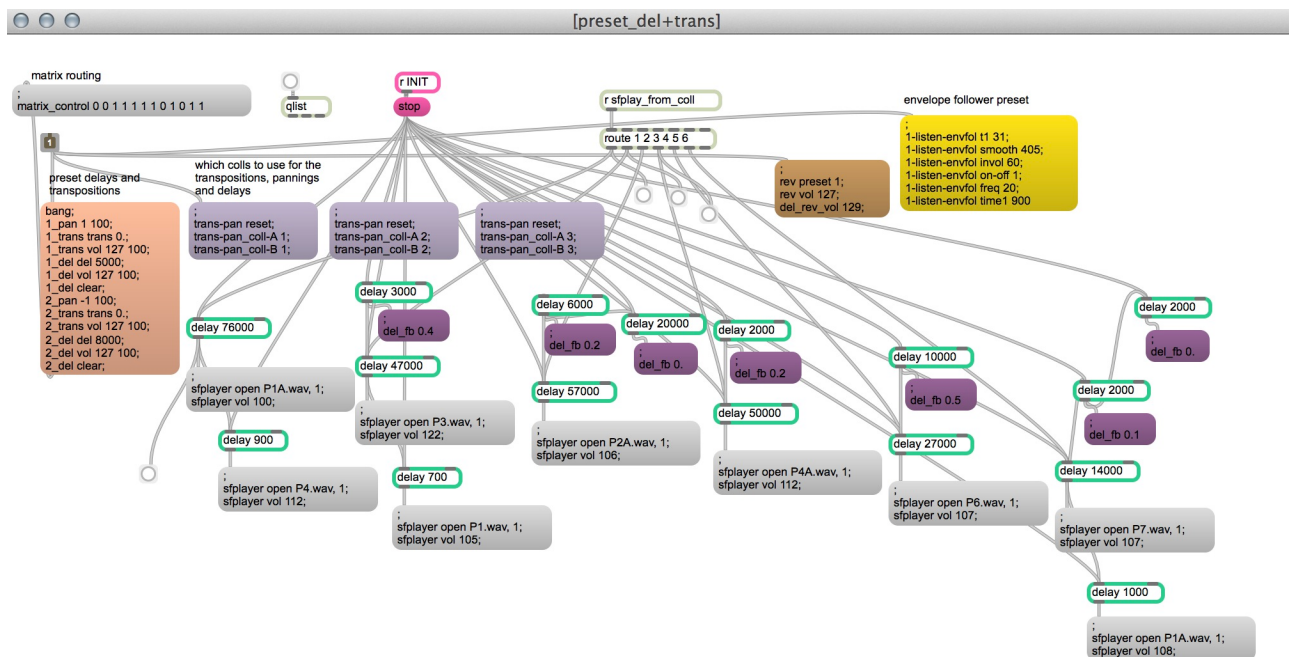 [preset_del+trans]
matrix routing
;
matrix_control 0 0 1 1 1 1 1 0 1 0 1 1
qlist
r INIT
stop
r sfplay_from_coll
route 1 2 3 4 5 6
envelope follower preset
;
1-listen-envfol t1 31;
1-listen-envfol smooth 405;
1-listen-envfol invol 60;
1-listen-envfol on-off 1;
1-listen-envfol freq 20;
1-listen-envfol time1 900
1
preset delays and
transpositions
which colls to use for the
transpositions, pannings
and delays
;
rev preset 1;
rev vol 127;
del_rev_vol 129;
bang;
1_pan 1 100;
1_trans trans 0.;
1_trans vol 127 100;
1_del del 5000;
1_del vol 127 100;
1_del clear;
2_pan -1 100;
2_trans trans 0.;
2_trans vol 127 100;
2_del del 8000;
2_del vol 127 100;
2_del clear;
;
trans-pan reset;
trans-pan_coll-A 1;
trans-pan_coll-B 1;
;
trans-pan reset;
trans-pan_coll-A 2;
trans-pan_coll-B 2;
;
trans-pan reset;
trans-pan_coll-A 3;
trans-pan_coll-B 3;
delay 76000
;
sfplayer open P1A.wav, 1;
sfplayer vol 100;
delay 900
;
sfplayer open P4.wav, 1;
sfplayer vol 112;
delay 3000
;
del_fb 0.4
delay 47000
;
sfplayer open P3.wav, 1;
sfplayer vol 122;
delay 700
;
sfplayer open P1.wav, 1;
sfplayer vol 105;
delay 6000
;
del_fb 0.2
delay 20000
;
del_fb 0.
delay 57000
;
sfplayer open P2A.wav, 1;
sfplayer vol 106;
delay 2000
;
del_fb 0.2
delay 50000
;
sfplayer open P4A.wav, 1;
sfplayer vol 112;
delay 10000
;
del_fb 0.5
delay 27000
;
sfplayer open P6.wav, 1;
sfplayer vol 107;
delay 2000
;
del_fb 0.
delay 2000
;
del_fb 0.1
delay 14000
;
sfplayer open P7.wav, 1;
sfplayer vol 107;
delay 1000
;
sfplayer open P1A.wav, 1;
sfplayer vol 108;